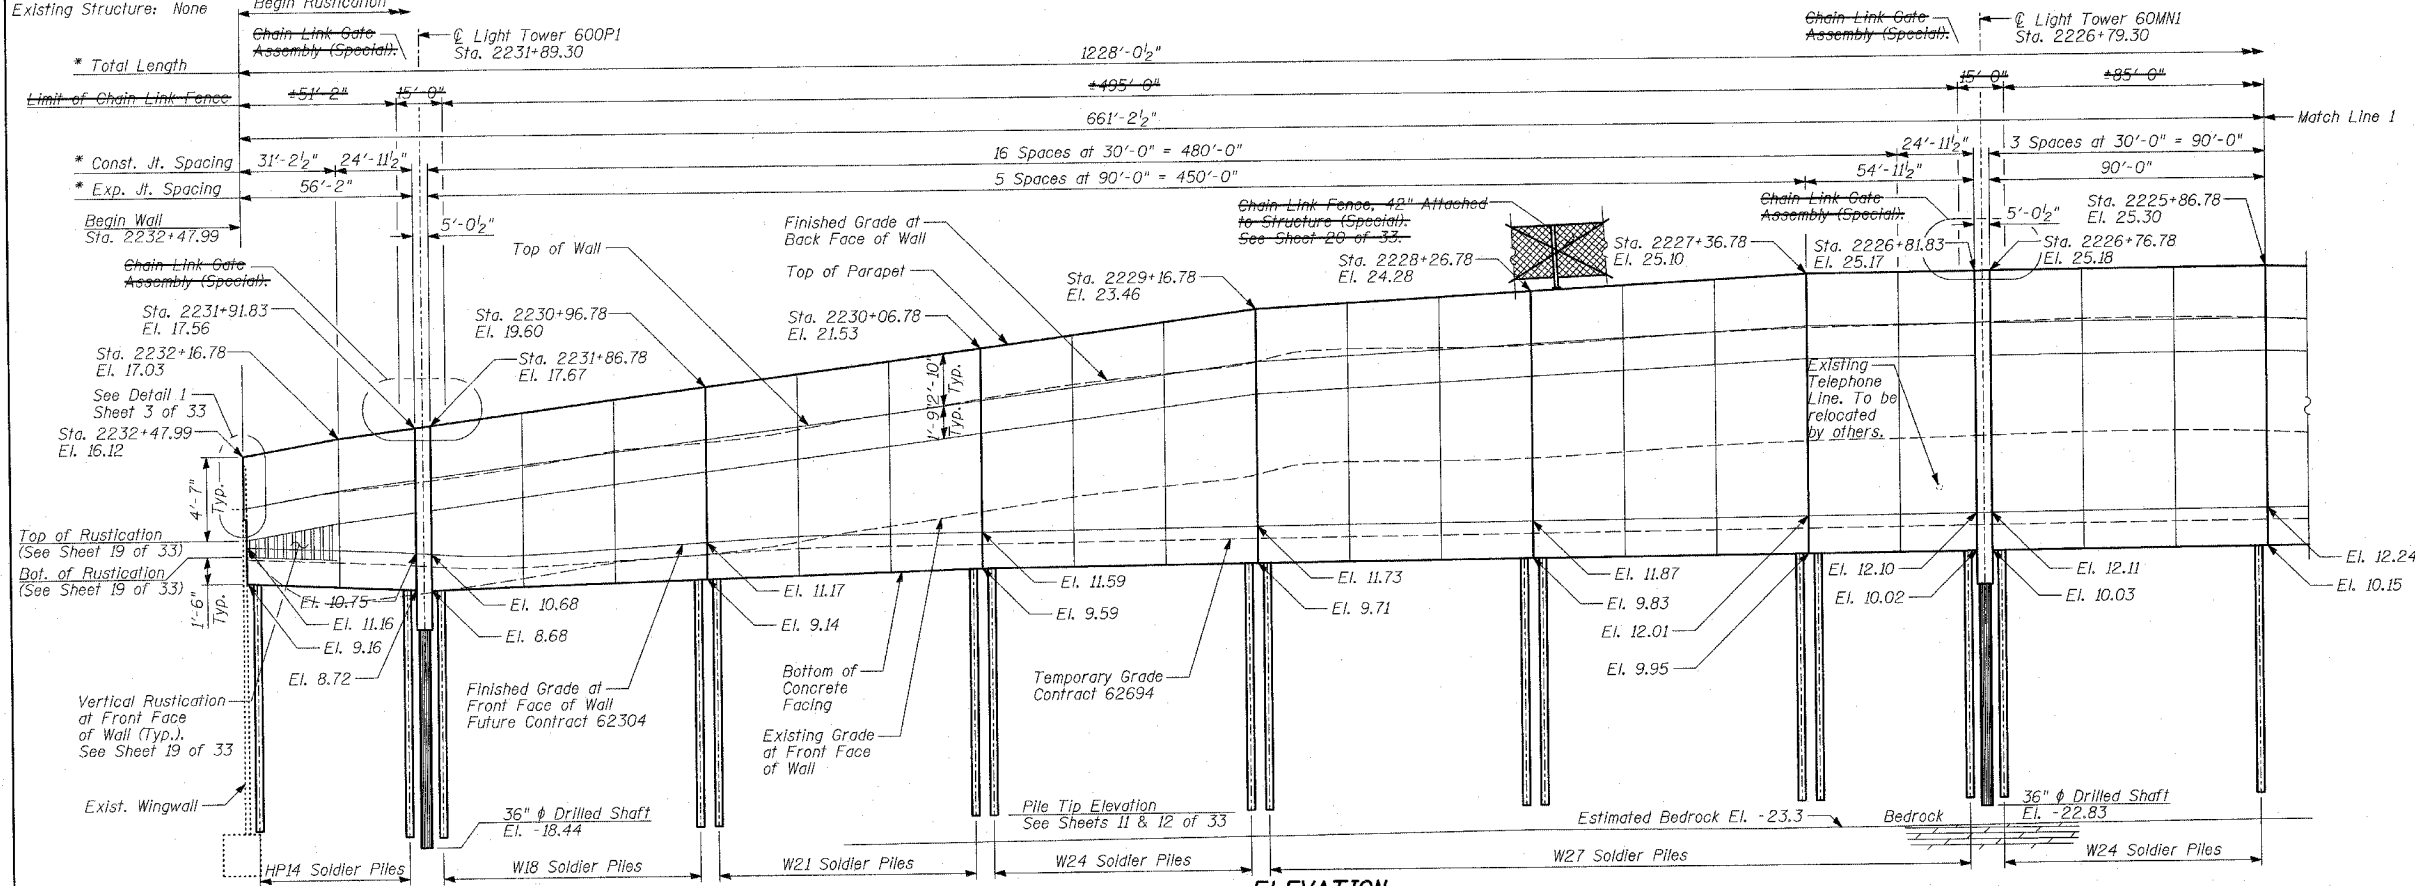 Existing Structure: None
Begin Rustication
Chain Link Gate
Assembly (Special).
℄ Light Tower 600P1
Sta. 2231+89.30
Chain Link Gate
Assembly (Special).
℄ Light Tower 60MN1
Sta. 2226+79.30
* Total Length
1228'-0½"
Limit of Chain Link Fence
±51'-2"
15'-0"
±495'-0"
15'-0"
±85'-0"
661'-2½"
Match Line 1
* Const. Jt. Spacing
31'-2½"
24'-11½"
16 Spaces at 30'-0" = 480'-0"
24'-11½"
3 Spaces at 30'-0" = 90'-0"
* Exp. Jt. Spacing
56'-2"
5 Spaces at 90'-0" = 450'-0"
54'-11½"
90'-0"
Begin Wall
Sta. 2232+47.99
5'-0½"
Top of Wall
Finished Grade at
Back Face of Wall
Top of Parapet
Chain Link Fence, 42" Attached
to Structure (Special).
See Sheet 20 of 33.
Chain Link Gate
Assembly (Special).
5'-0½"
Sta. 2225+86.78
El. 25.30
Chain Link Gate
Assembly (Special).
Sta. 2231+91.83
El. 17.56
Sta. 2232+16.78
El. 17.03
See Detail 1
Sheet 3 of 33
Sta. 2232+47.99
El. 16.12
Sta. 2230+96.78
El. 19.60
Sta. 2231+86.78
El. 17.67
Sta. 2230+06.78
El. 21.53
Sta. 2229+16.78
El. 23.46
Sta. 2228+26.78
El. 24.28
Sta. 2227+36.78
El. 25.10
Sta. 2226+81.83
El. 25.17
Sta. 2226+76.78
El. 25.18
2'-10"
Typ.
1'-9"
Typ.
Existing
Telephone
Line. To be
relocated
by others.
4'-7"
Typ.
Top of Rustication
(See Sheet 19 of 33)
Bot. of Rustication
(See Sheet 19 of 33)
1'-6"
Typ.
El. 10.75
El. 11.16
El. 9.16
El. 8.72
El. 10.68
El. 8.68
El. 11.17
El. 9.14
El. 11.59
El. 9.59
El. 11.73
El. 9.71
El. 11.87
El. 9.83
El. 12.01
El. 9.95
El. 12.10
El. 10.02
El. 12.11
El. 10.03
El. 12.24
El. 10.15
Vertical Rustication
at Front Face
of Wall (Typ.).
See Sheet 19 of 33
Finished Grade at
Front Face of Wall
Future Contract 62304
Bottom of
Concrete
Facing
Existing Grade
at Front Face
of Wall
Temporary Grade
Contract 62694
Exist. Wingwall
36" ϕ Drilled Shaft
El. -18.44
Pile Tip Elevation
See Sheets 11 & 12 of 33
Estimated Bedrock El. -23.3
Bedrock
36" ϕ Drilled Shaft
El. -22.83
HP14 Soldier Piles
W18 Soldier Piles
W21 Soldier Piles
W24 Soldier Piles
W27 Soldier Piles
W24 Soldier Piles
ELEVATION